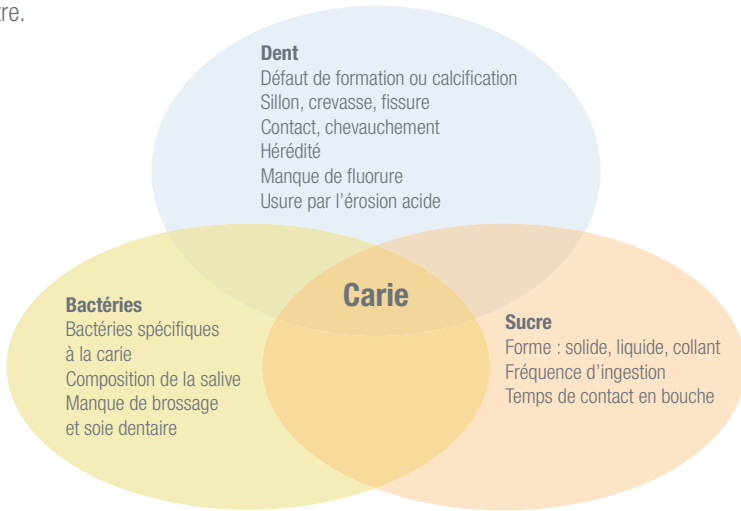 tre.
Dent
Défaut de formation ou calcification
Sillon, crevasse, fissure
Contact, chevauchement
Hérédité
Manque de fluorure
Usure par l'érosion acide
Carie
Bactéries
Bactéries spécifiques
à la carie
Composition de la salive
Manque de brossage
et soie dentaire
Sucre
Forme : solide, liquide, collant
Fréquence d'ingestion
Temps de contact en bouche